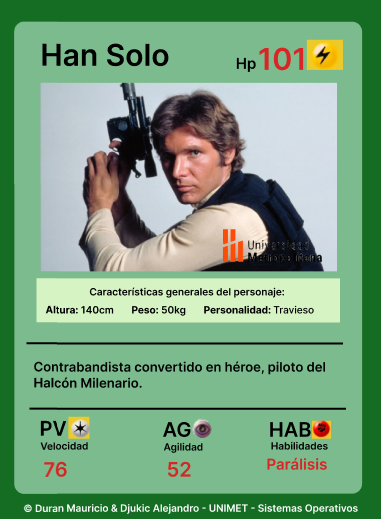 Han Solo
Hp 101
Universidad
Metropolitana
Características generales del personaje:
Altura: 140cm Peso: 50kg Personalidad: Travieso
Contrabandista convertido en héroe, piloto del
Halcón Milenario.
PV AG HAB
Velocidad Agilidad Habilidades
76 52 Parálisis
© Duran Mauricio & Djukic Alejandro - UNIMET - Sistemas Operativos